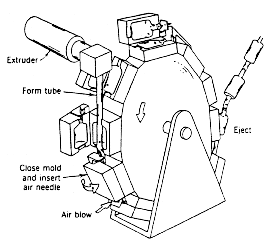 Extruder
Form tube
Eject
Close mold
and insert
air needle
Air blow